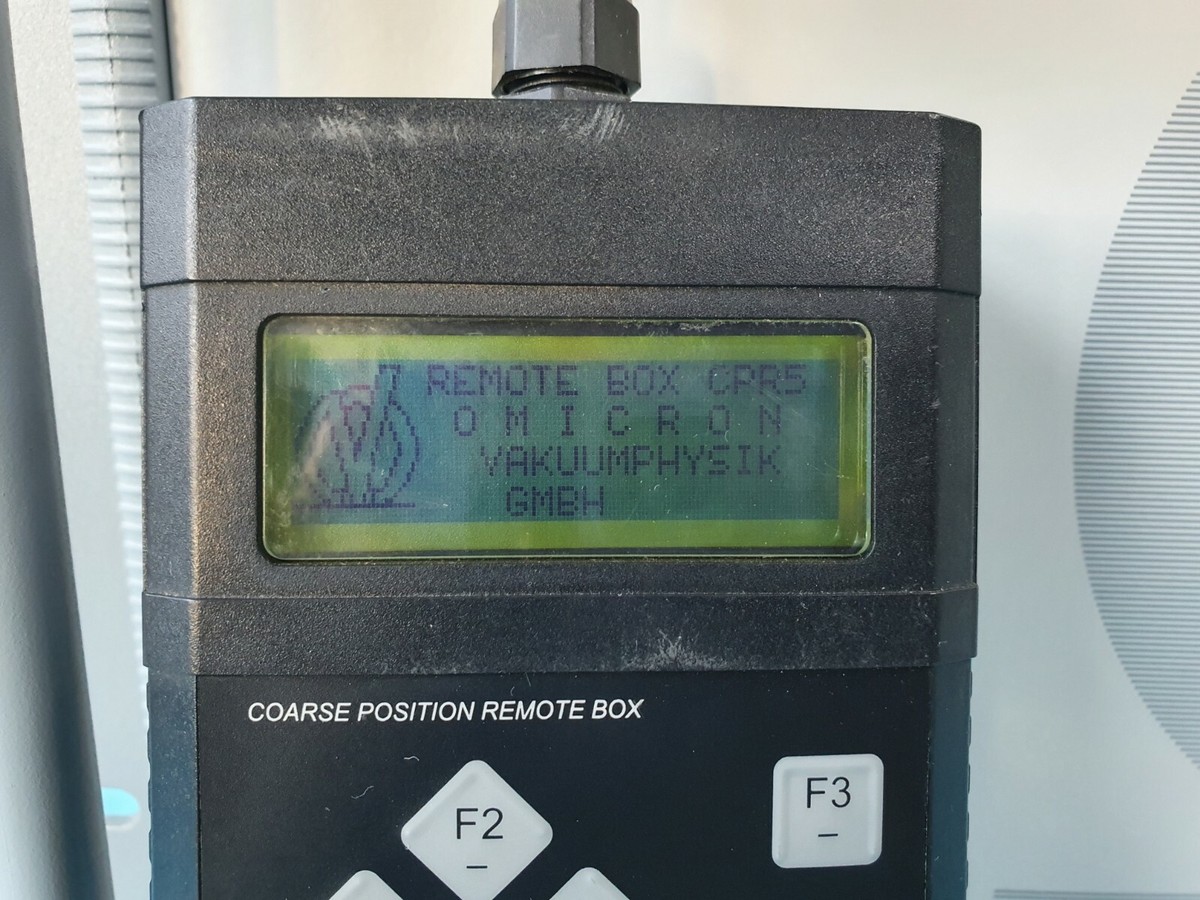 REMOTE BOX CPR5
O M I C R O N
VAKUUMPHYSIK
GMBH
COARSE POSITION REMOTE BOX
F2
–
F3
–